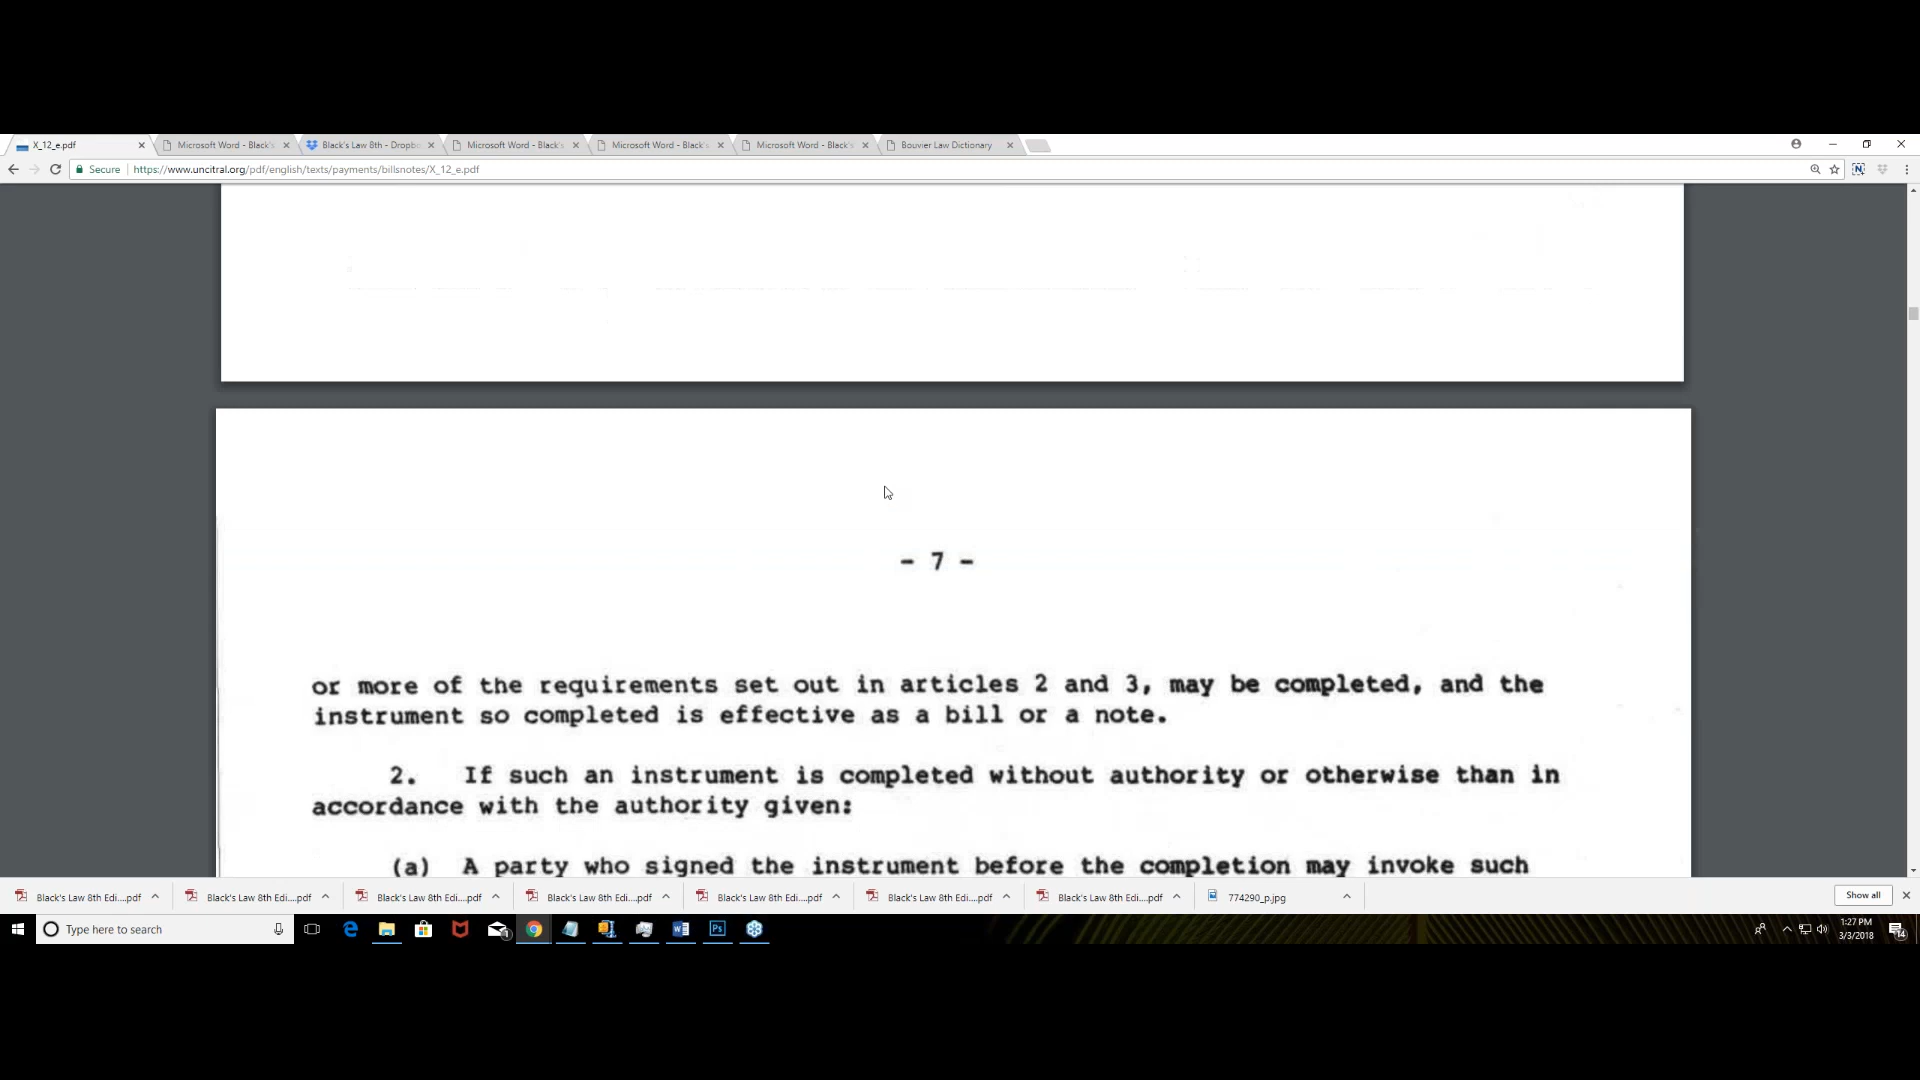 X_12_e.pdf
Microsoft Word - Black's
Black's Law 8th - Dropbo
Microsoft Word - Black's
Microsoft Word - Black's
Microsoft Word - Black's
Bouvier Law Dictionary
Secure
https://www.uncitral.org/pdf/english/texts/payments/billsnotes/X_12_e.pdf
- 7 -
or more of the requirements set out in articles 2 and 3, may be completed, and the
instrument so completed is effective as a bill or a note.
2. If such an instrument is completed without authority or otherwise than in
accordance with the authority given:
(a) A party who signed the instrument before the completion may invoke such
Black's Law 8th Edi....pdf
Black's Law 8th Edi....pdf
Black's Law 8th Edi....pdf
Black's Law 8th Edi....pdf
Black's Law 8th Edi....pdf
Black's Law 8th Edi....pdf
Black's Law 8th Edi....pdf
774290_p.jpg
Show all
Type here to search
1:27 PM
3/3/2018
14